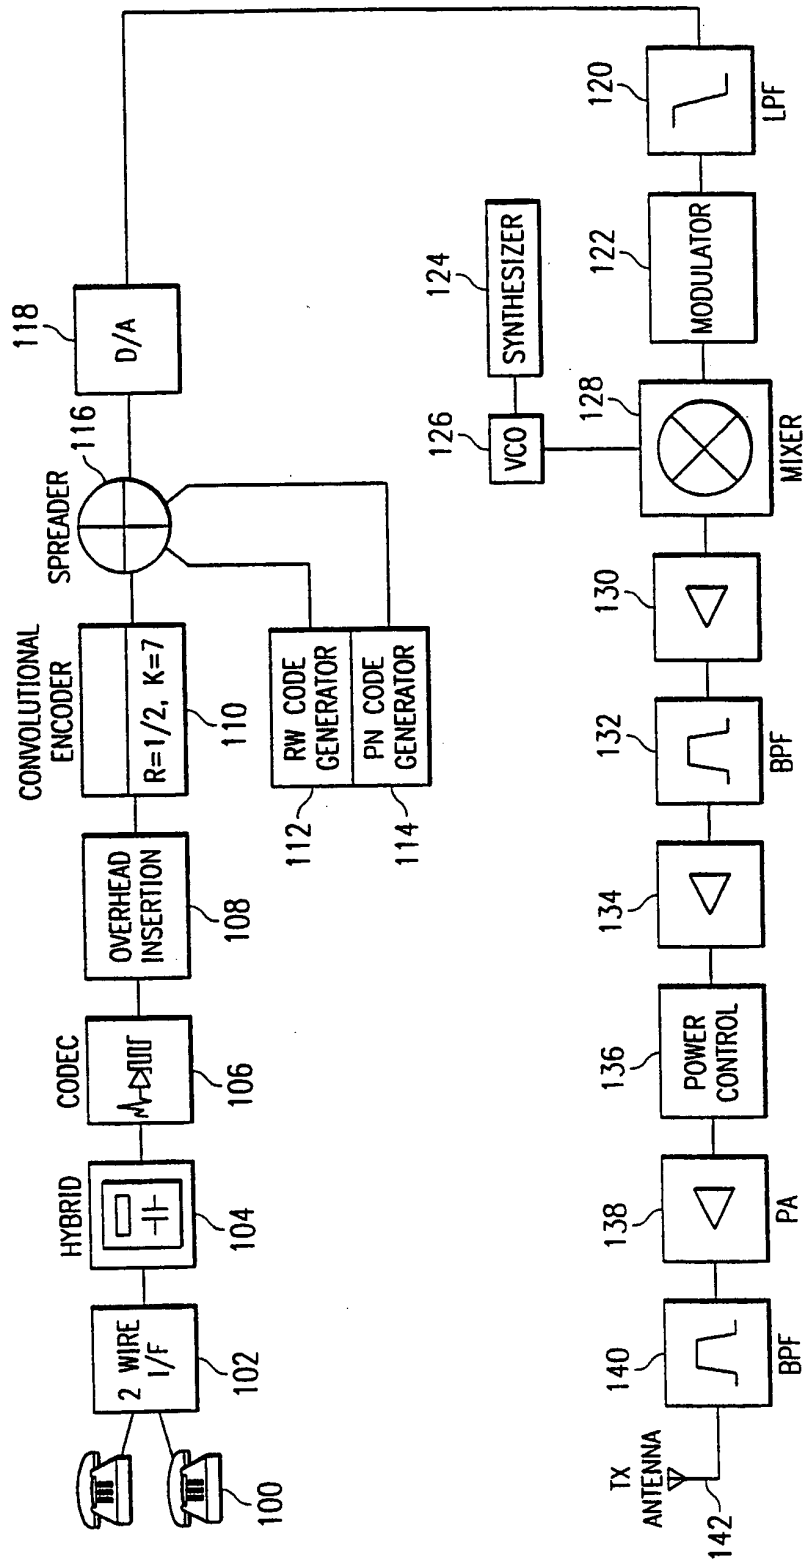 100
2 WIRE
I/F
102
HYBRID
104
CODEC
106
OVERHEAD
INSERTION
108
CONVOLUTIONAL
ENCODER
R=1/2, K=7
110
RW CODE
GENERATOR
112
PN CODE
GENERATOR
114
SPREADER
116
118
D/A
TX
ANTENNA
142
140
BPF
138
PA
136
POWER
CONTROL
134
132
BPF
130
128
MIXER
126
VCO
124
SYNTHESIZER
122
MODULATOR
120
LPF